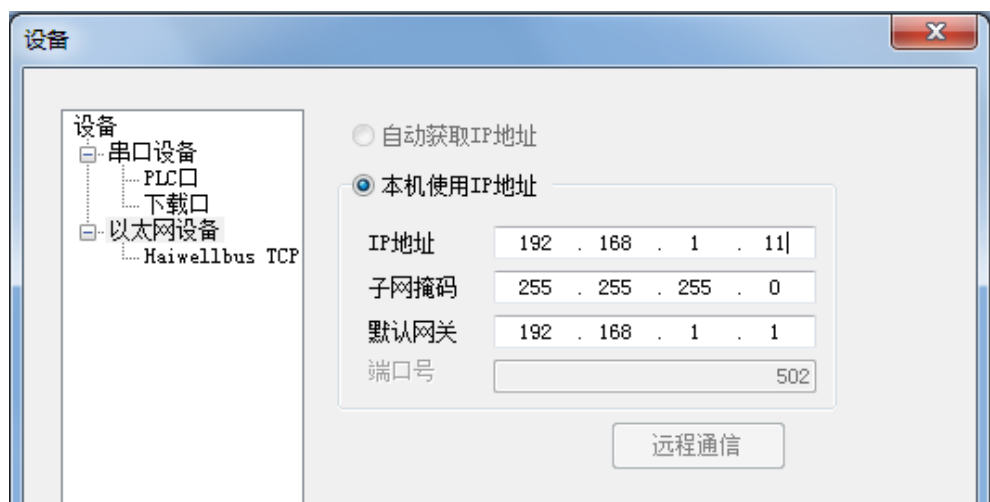 设备
设备
串口设备
PLC口
下载口
以太网设备
Haiwellbus TCP
自动获取IP地址
本机使用IP地址
IP地址 192 . 168 . 1 . 11
子网掩码 255 . 255 . 255 . 0
默认网关 192 . 168 . 1 . 1
端口号 502
远程通信